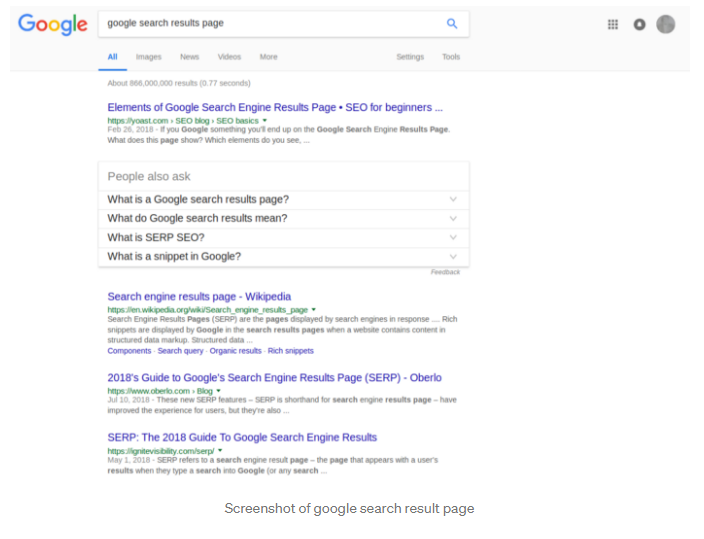 Google
google search results page
All Images News Videos More Settings Tools
About 866,000,000 results (0.77 seconds)
Elements of Google Search Engine Results Page • SEO for beginners ...
https://yoast.com › SEO blog › SEO basics
Feb 26, 2018 - If you Google something you'll end up on the Google Search Engine Results Page.
What does this page show? Which elements do you see, ...
People also ask
What is a Google search results page?
What do Google search results mean?
What is SERP SEO?
What is a snippet in Google?
Feedback
Search engine results page - Wikipedia
https://en.wikipedia.org/wiki/Search_engine_results_page
Search Engine Results Pages (SERP) are the pages displayed by search engines in response .... Rich
snippets are displayed by Google in the search results pages when a website contains content in
structured data markup. Structured data ...
Components · Search query · Organic results · Rich snippets
2018's Guide to Google's Search Engine Results Page (SERP) - Oberlo
https://www.oberlo.com › Blog
Jul 10, 2018 - These new SERP features – SERP is shorthand for search engine results page – have
improved the experience for users, but they're also ...
SERP: The 2018 Guide To Google Search Engine Results
https://ignitevisibility.com/serp/
May 1, 2018 - SERP refers to a search engine result page – the page that appears with a user's
results when they type a search into Google (or any search ...
Screenshot of google search result page